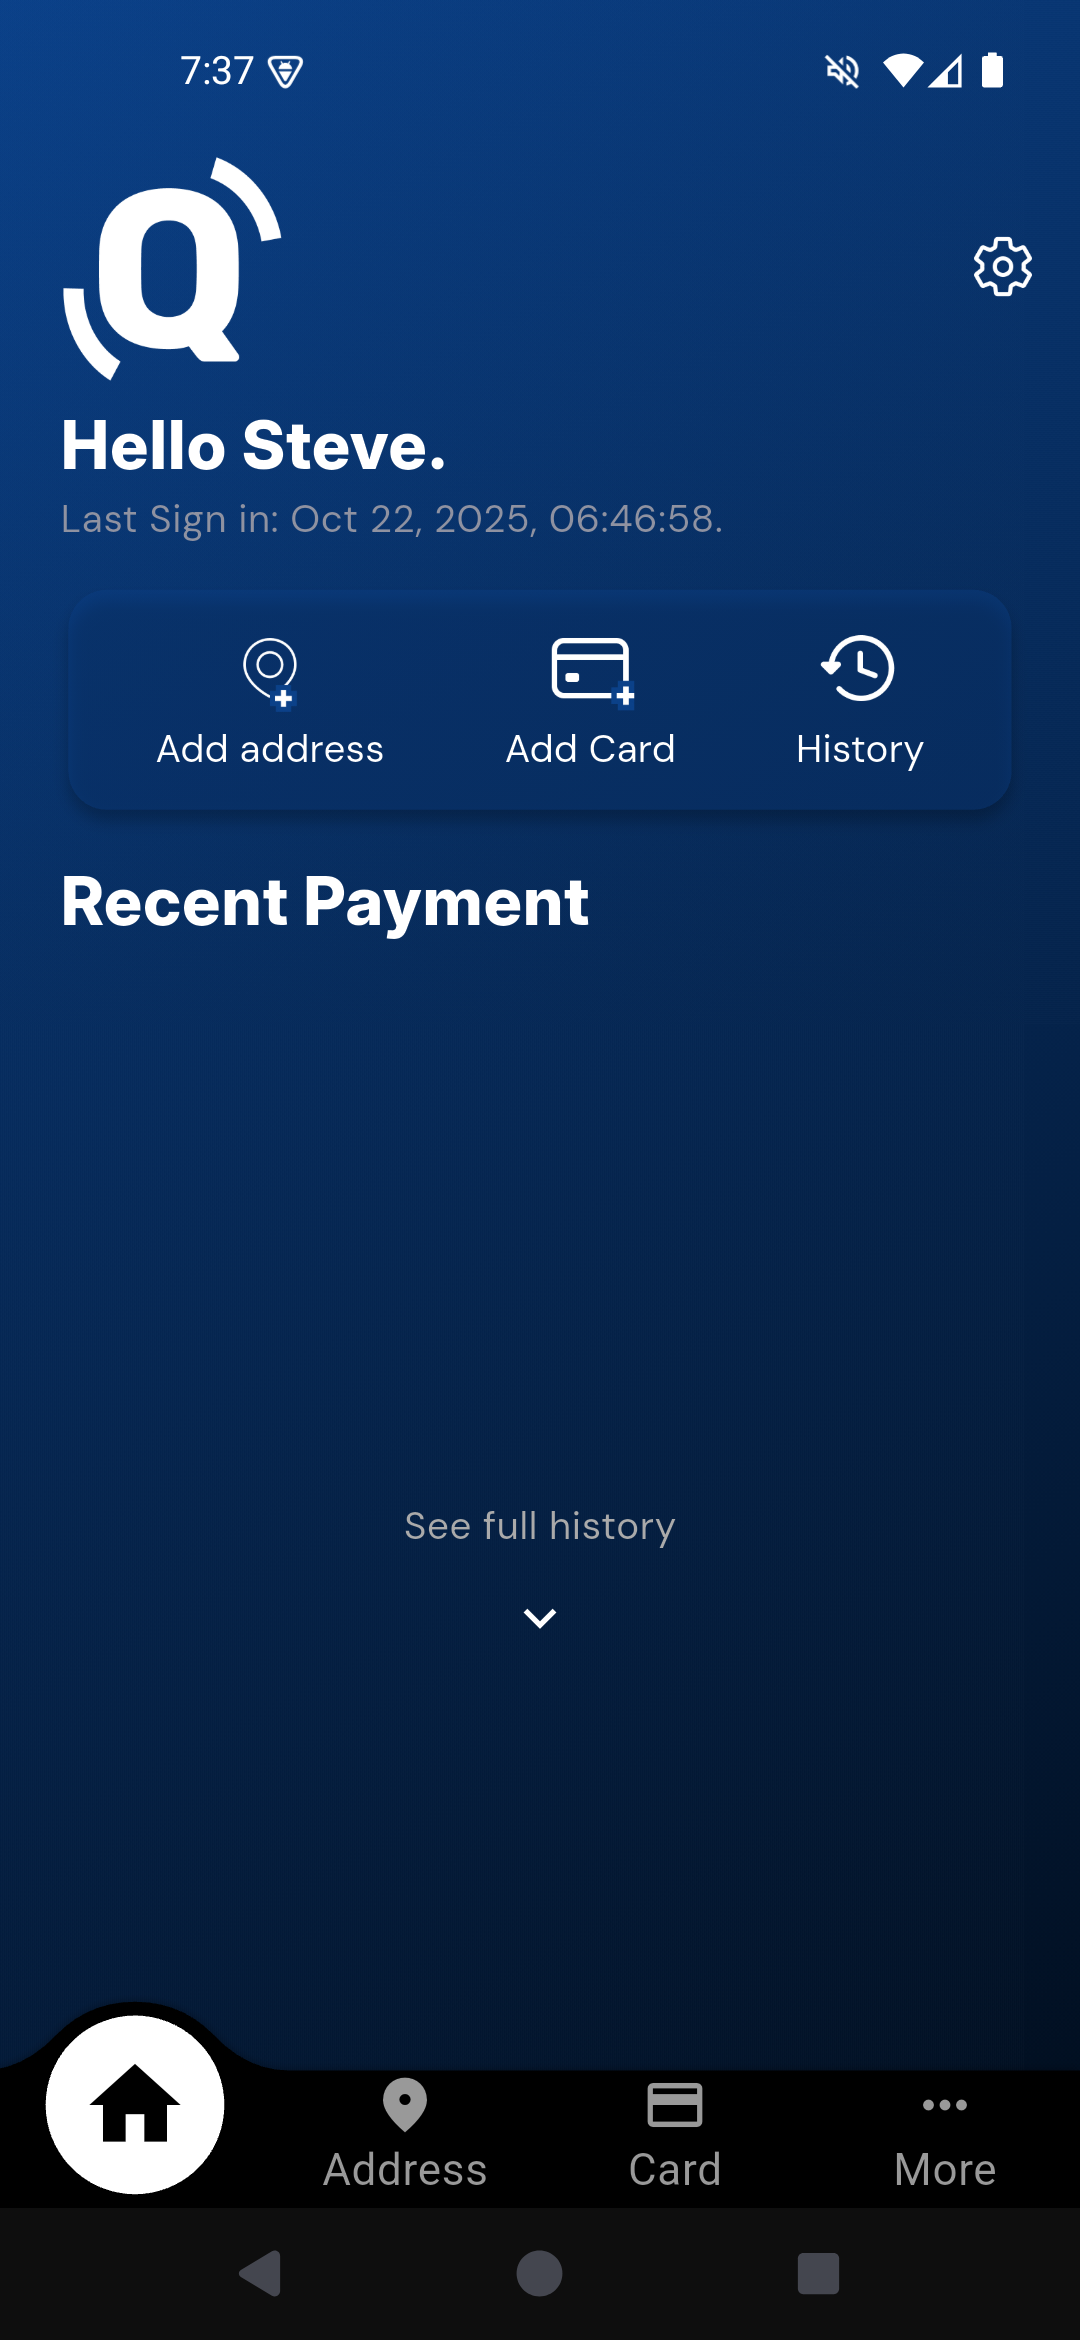 7:37
Q
Hello Steve.
Last Sign in: Oct 22, 2025, 06:46:58.
Add address
Add Card
History
Recent Payment
See full history
Address
Card
More